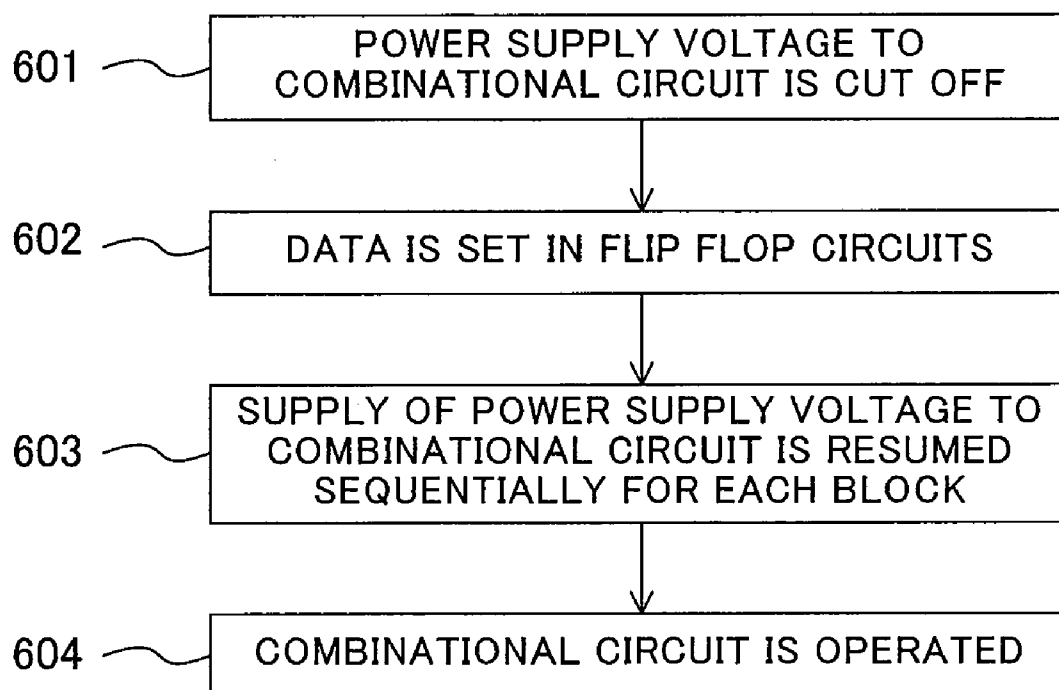 601
POWER SUPPLY VOLTAGE TO
COMBINATIONAL CIRCUIT IS CUT OFF
602
DATA IS SET IN FLIP FLOP CIRCUITS
603
SUPPLY OF POWER SUPPLY VOLTAGE TO
COMBINATIONAL CIRCUIT IS RESUMED
SEQUENTIALLY FOR EACH BLOCK
604
COMBINATIONAL CIRCUIT IS OPERATED